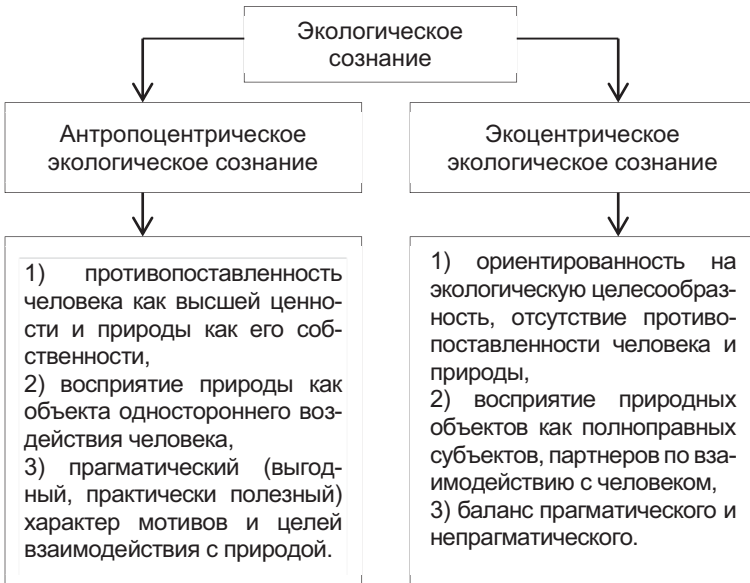 Экологическое
сознание
Антропоцентрическое
экологическое сознание
Экоцентрическое
экологическое сознание
1) противопоставленность
человека как высшей ценно-
сти и природы как его соб-
ственности,
2) восприятие природы как
объекта одностороннего воз-
действия человека,
3) прагматический (выгод-
ный, практически полезный)
характер мотивов и целей
взаимодействия с природой.
1) ориентированность на
экологическую целесообраз-
ность, отсутствие противо-
поставленности человека и
природы,
2) восприятие природных
объектов как полноправных
субъектов, партнеров по вза-
имодействию с человеком,
3) баланс прагматического и
непрагматического.